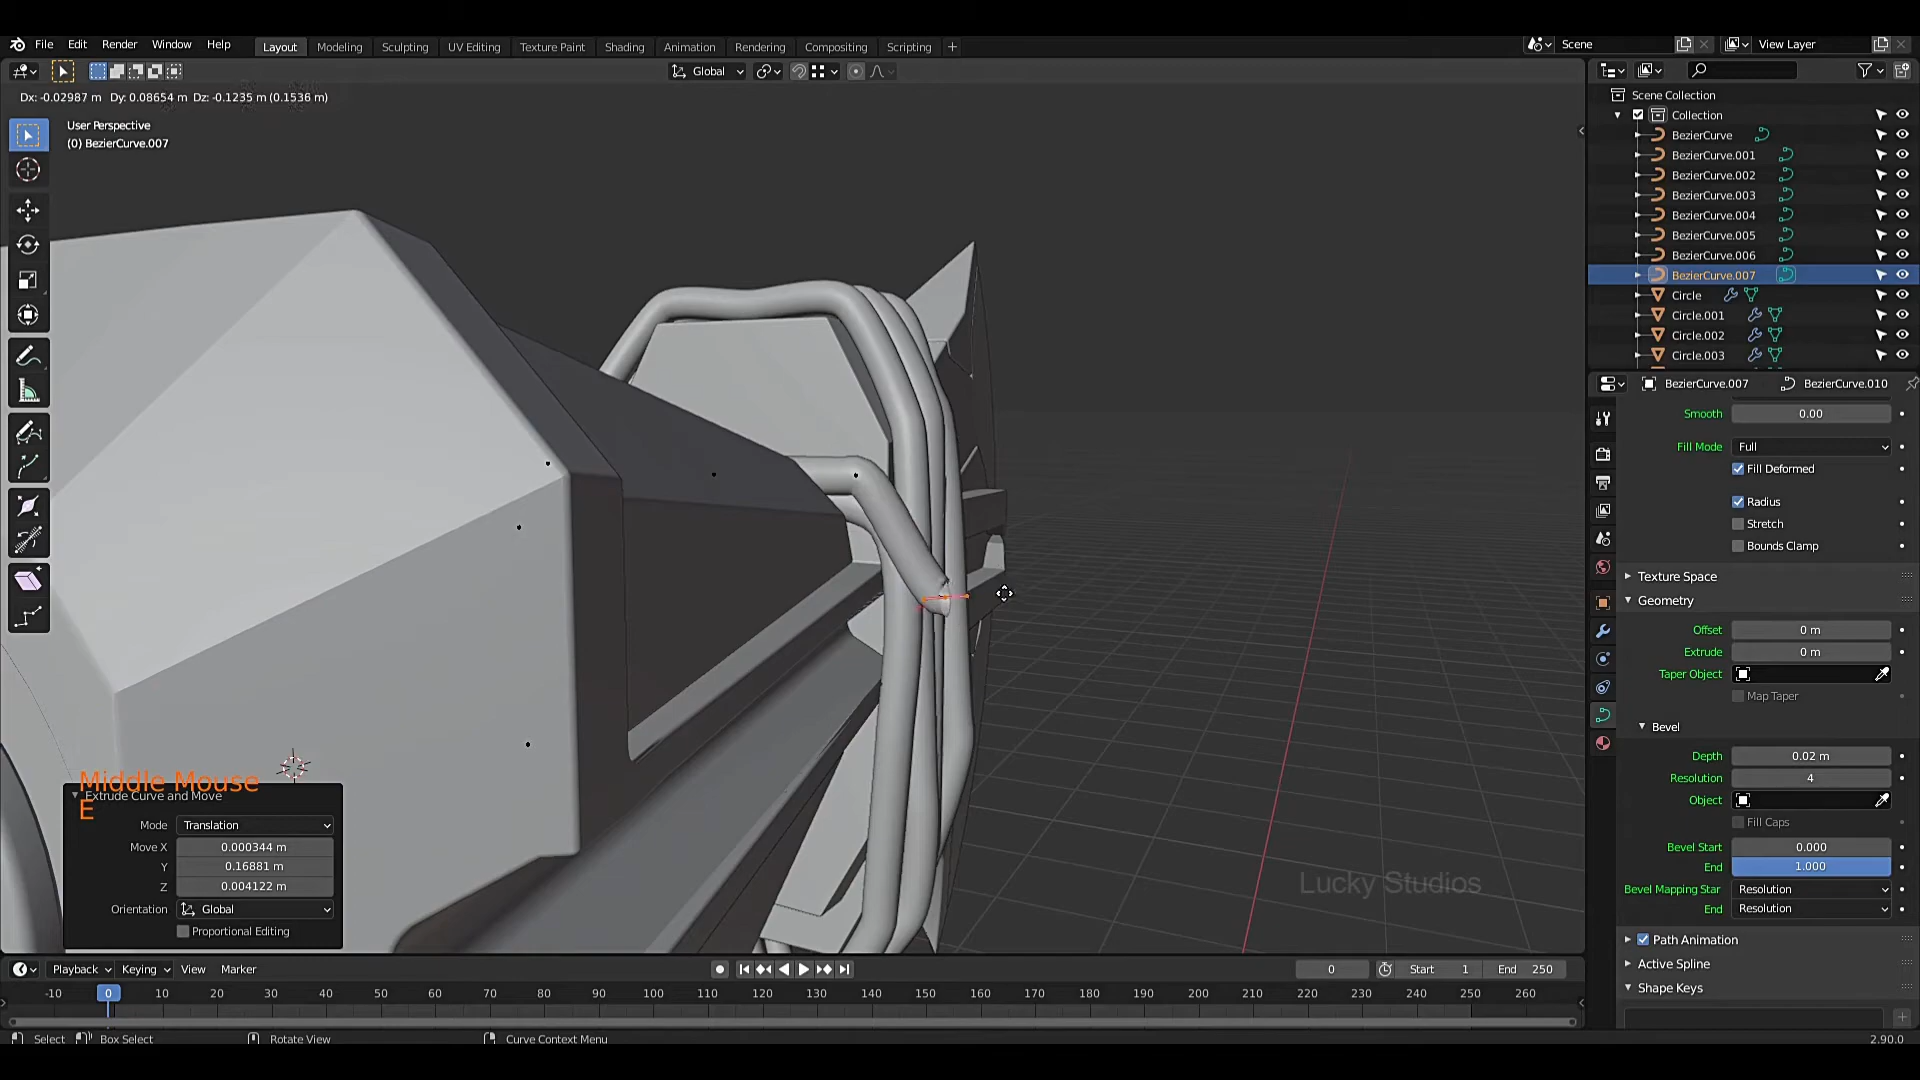 File Edit Render Window Help Layout Modeling Sculpting UV Editing Texture Paint Shading Animation Rendering Compositing Scripting + Scene View Layer
Global
Dx: -0.02987 m Dy: 0.08654 m Dz: -0.1235 m (0.1536 m)
User Perspective
(0) BezierCurve.007
Scene Collection
Collection
BezierCurve
BezierCurve.001
BezierCurve.002
BezierCurve.003
BezierCurve.004
BezierCurve.005
BezierCurve.006
BezierCurve.007
Circle
Circle.001
Circle.002
Circle.003
BezierCurve.007 BezierCurve.010
Smooth 0.00
Fill Mode Full
Fill Deformed
Radius
Stretch
Bounds Clamp
Texture Space
Geometry
Offset 0 m
Extrude 0 m
Taper Object
Map Taper
Bevel
Depth 0.02 m
Resolution 4
Object
Fill Caps
Bevel Start 0.000
End 1.000
Bevel Mapping Star Resolution
End Resolution
Path Animation
Active Spline
Shape Keys
Middle Mouse
E
Extrude Curve and Move
Mode Translation
Move X 0.000344 m
Y 0.16881 m
Z 0.004122 m
Orientation Global
Proportional Editing
Lucky Studios
Playback Keying View Marker 0 Start 1 End 250
-10 0 10 20 30 40 50 60 70 80 90 100 110 120 130 140 150 160 170 180 190 200 210 220 230 240 250 260
Select Box Select Rotate View Curve Context Menu 2.90.0